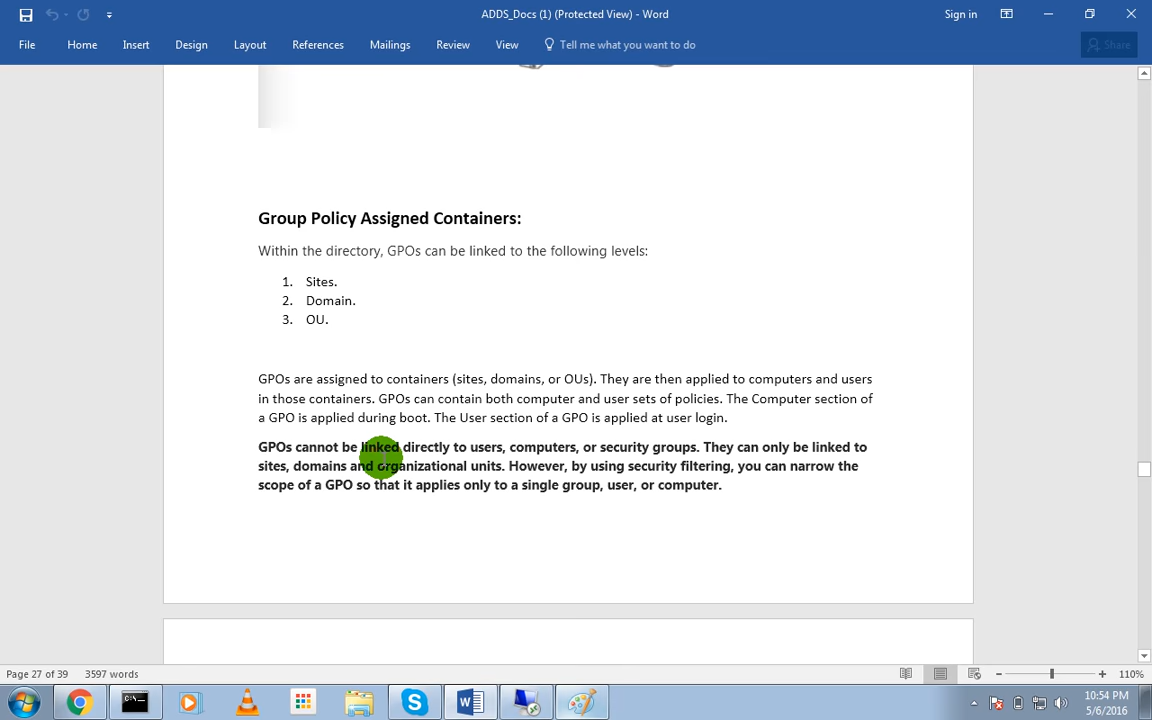 ADDS_Docs (1) (Protected View) - Word
Sign in
File Home Insert Design Layout References Mailings Review View Tell me what you want to do Share
Group Policy Assigned Containers:
Within the directory, GPOs can be linked to the following levels:
1. Sites.
2. Domain.
3. OU.
GPOs are assigned to containers (sites, domains, or OUs). They are then applied to computers and users
in those containers. GPOs can contain both computer and user sets of policies. The Computer section of
a GPO is applied during boot. The User section of a GPO is applied at user login.
GPOs cannot be linked directly to users, computers, or security groups. They can only be linked to
sites, domains and organizational units. However, by using security filtering, you can narrow the
scope of a GPO so that it applies only to a single group, user, or computer.
Page 27 of 39 3597 words
110%
10:54 PM
5/6/2016